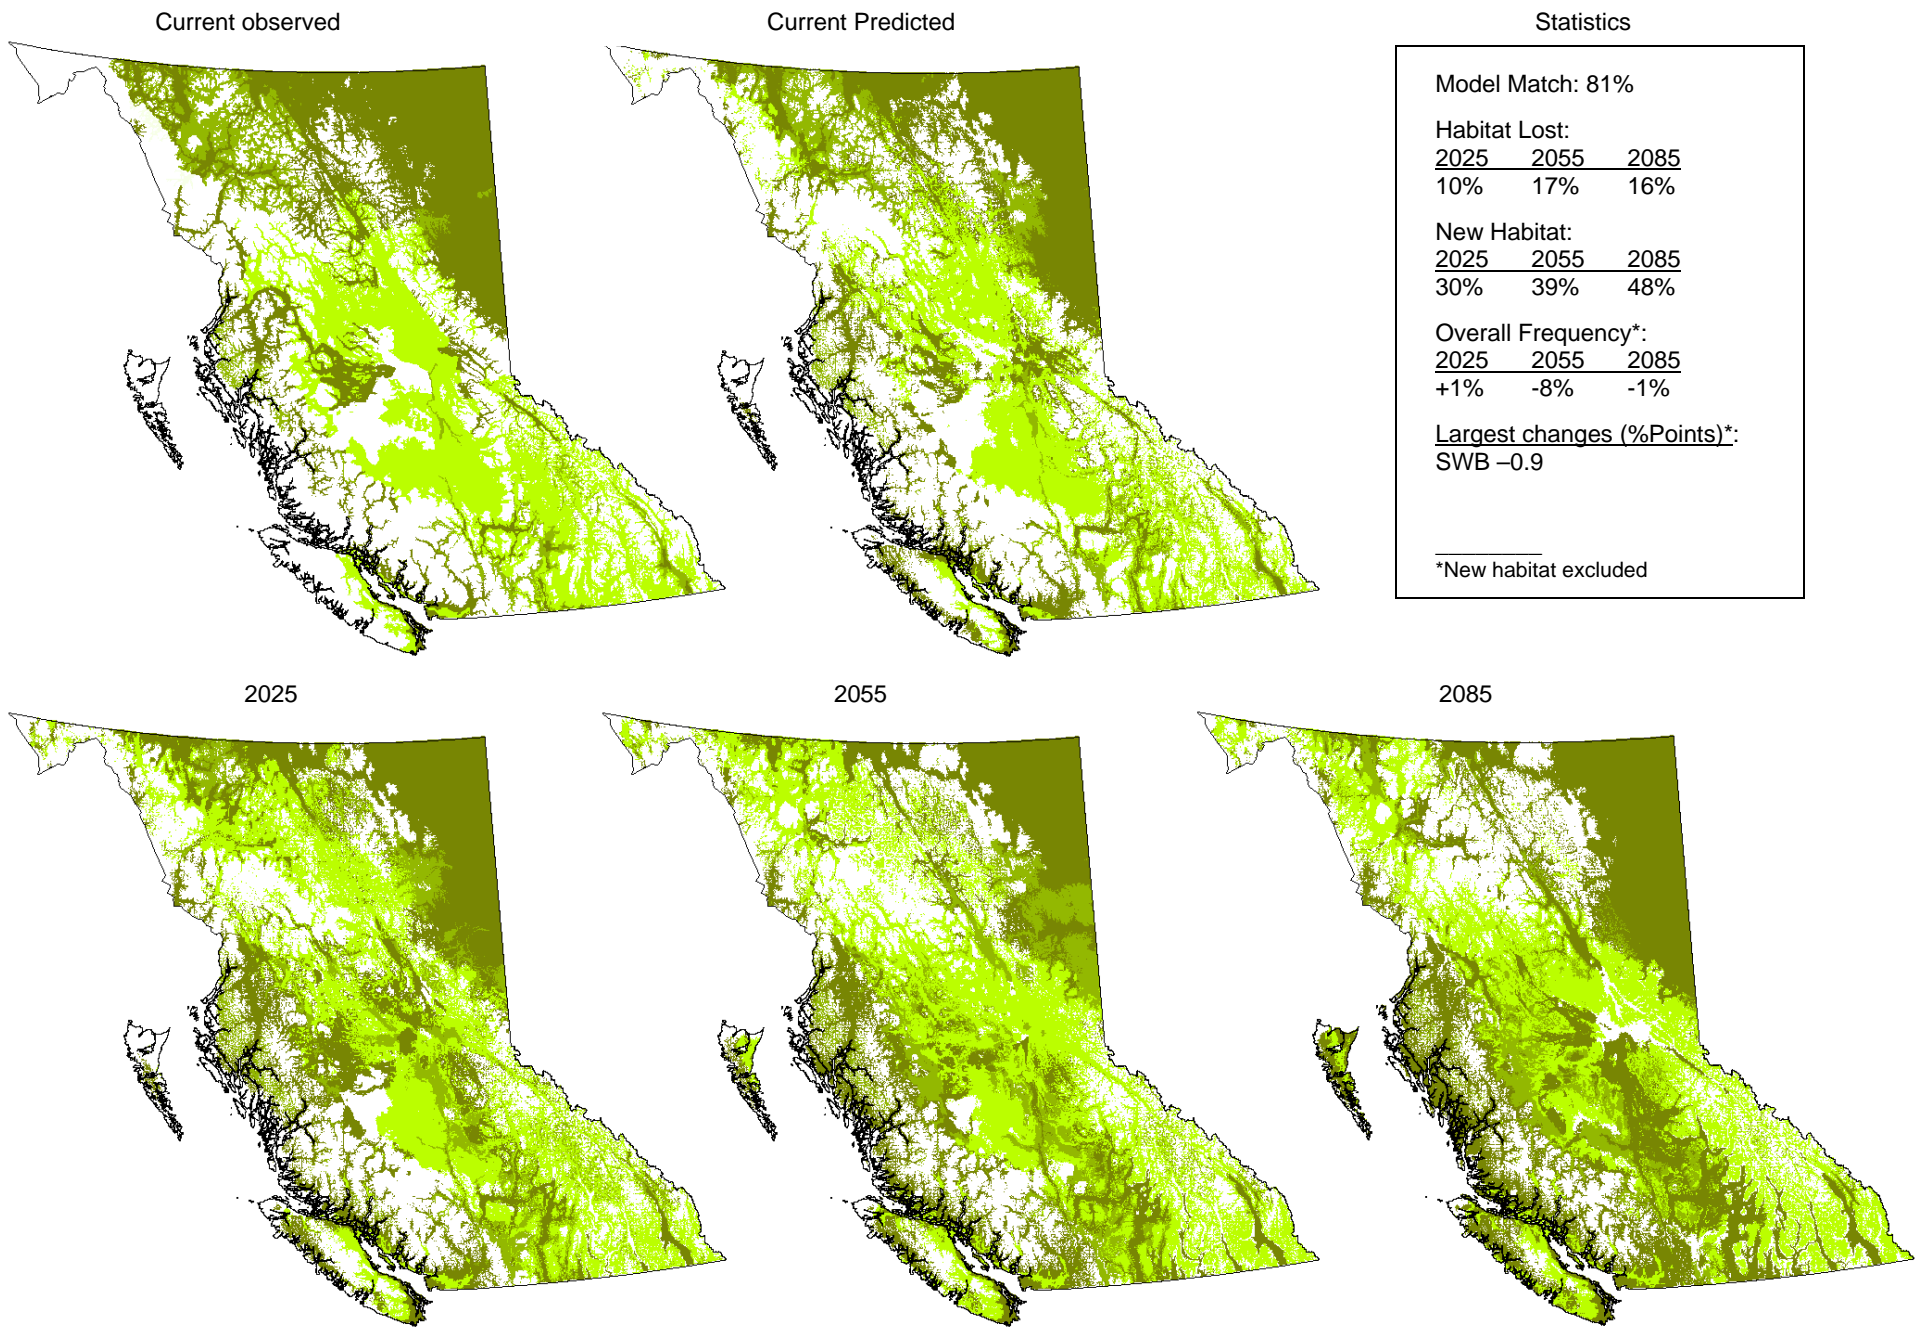 Current observed
Current Predicted
Statistics
Model Match: 81%
Habitat Lost:
2025 2055 2085
10% 17% 16%
New Habitat:
2025 2055 2085
30% 39% 48%
Overall Frequency*:
2025 2055 2085
+1% -8% -1%
Largest changes (%Points)*:
SWB –0.9
*New habitat excluded
2025
2055
2085